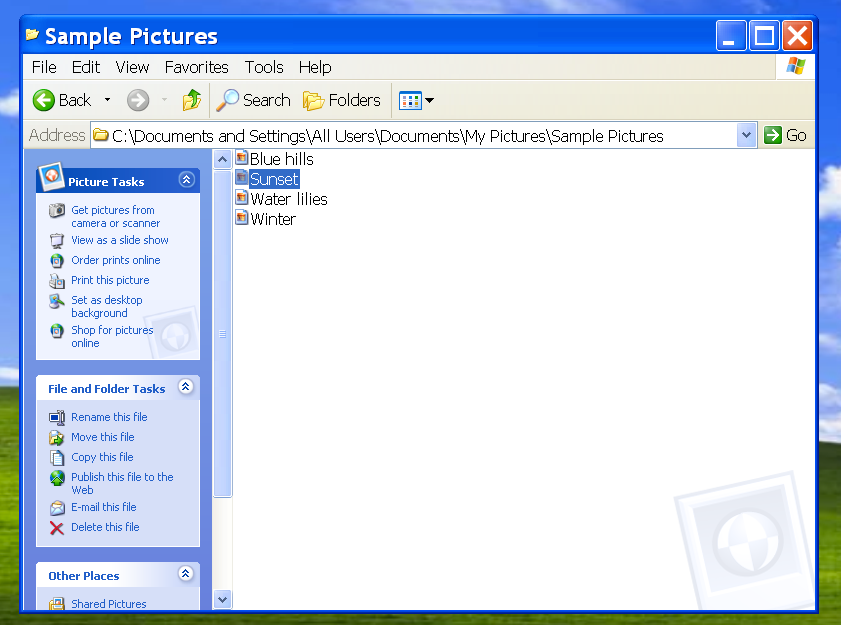 Sample Pictures
File Edit View Favorites Tools Help
Back Search Folders
Address C:\Documents and Settings\All Users\Documents\My Pictures\Sample Pictures Go
Picture Tasks
Get pictures from
camera or scanner
View as a slide show
Order prints online
Print this picture
Set as desktop
background
Shop for pictures
online
File and Folder Tasks
Rename this file
Move this file
Copy this file
Publish this file to the
Web
E-mail this file
Delete this file
Other Places
Shared Pictures
Blue hills
Sunset
Water lilies
Winter